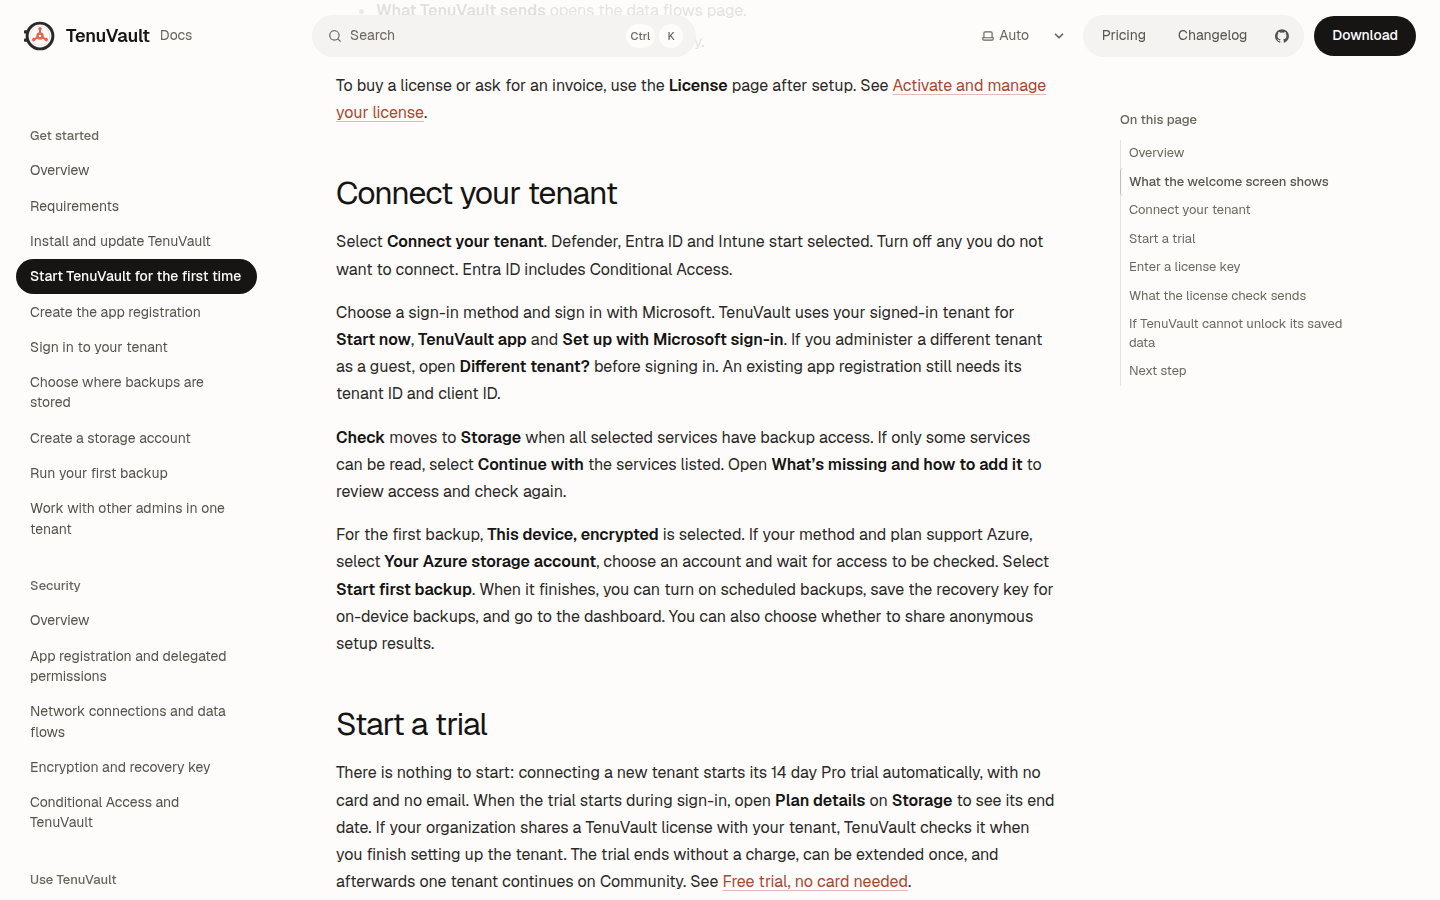 What TenuVault sends opens the data flows page.
TenuVault Docs
Search
Ctrl K
y.
Auto
Pricing
Changelog
Download
Get started
Overview
Requirements
Install and update TenuVault
Start TenuVault for the first time
Create the app registration
Sign in to your tenant
Choose where backups are
stored
Create a storage account
Run your first backup
Work with other admins in one
tenant
Security
Overview
App registration and delegated
permissions
Network connections and data
flows
Encryption and recovery key
Conditional Access and
TenuVault
Use TenuVault
To buy a license or ask for an invoice, use the License page after setup. See Activate and manage
your license.
Connect your tenant
Select Connect your tenant. Defender, Entra ID and Intune start selected. Turn off any you do not
want to connect. Entra ID includes Conditional Access.
Choose a sign-in method and sign in with Microsoft. TenuVault uses your signed-in tenant for
Start now, TenuVault app and Set up with Microsoft sign-in. If you administer a different tenant
as a guest, open Different tenant? before signing in. An existing app registration still needs its
tenant ID and client ID.
Check moves to Storage when all selected services have backup access. If only some services
can be read, select Continue with the services listed. Open What's missing and how to add it to
review access and check again.
For the first backup, This device, encrypted is selected. If your method and plan support Azure,
select Your Azure storage account, choose an account and wait for access to be checked. Select
Start first backup. When it finishes, you can turn on scheduled backups, save the recovery key for
on-device backups, and go to the dashboard. You can also choose whether to share anonymous
setup results.
Start a trial
There is nothing to start: connecting a new tenant starts its 14 day Pro trial automatically, with no
card and no email. When the trial starts during sign-in, open Plan details on Storage to see its end
date. If your organization shares a TenuVault license with your tenant, TenuVault checks it when
you finish setting up the tenant. The trial ends without a charge, can be extended once, and
afterwards one tenant continues on Community. See Free trial, no card needed.
On this page
Overview
What the welcome screen shows
Connect your tenant
Start a trial
Enter a license key
What the license check sends
If TenuVault cannot unlock its saved
data
Next step